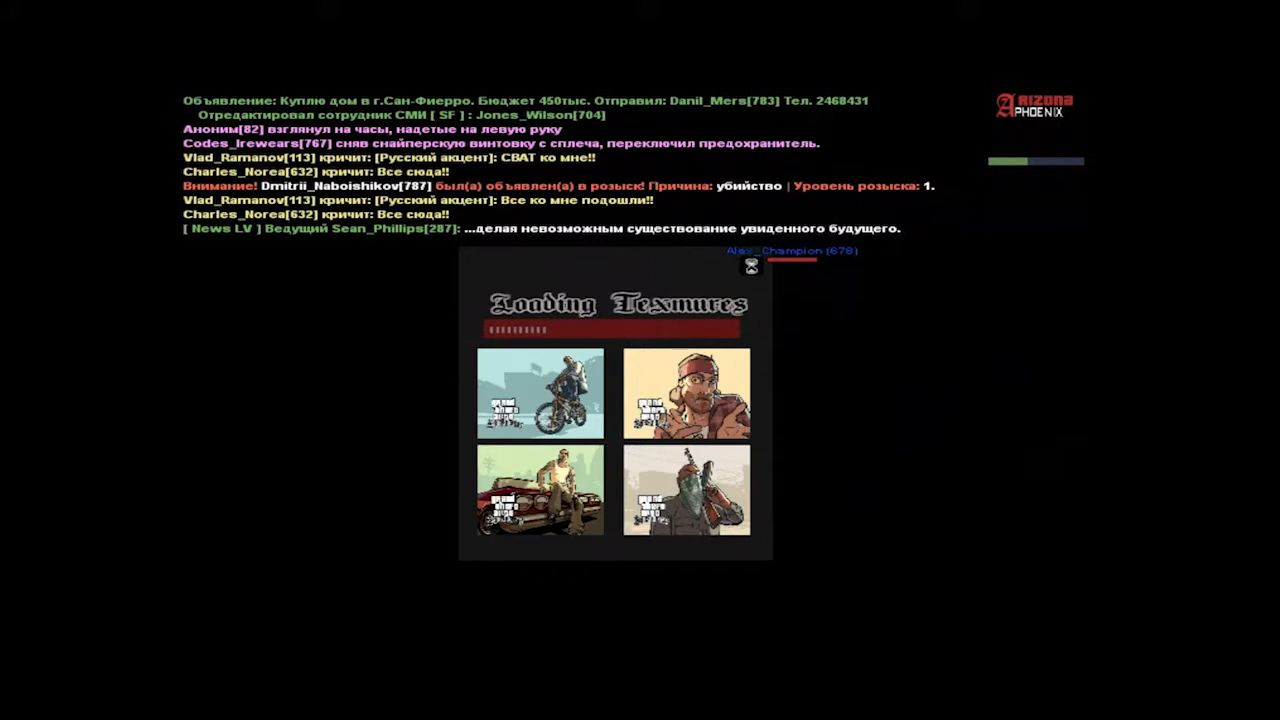 Объявление: Куплю дом в г.Сан-Фиерро. Бюджет 450тыс. Отправил: Danil_Mers[783] Тел. 2468431
Отредактировал сотрудник СМИ [ SF ] : Jones_Wilson[704]
Аноним[82] взглянул на часы, надетые на левую руку
Codes_Irewears[767] сняв снайперскую винтовку с сплеча, переключил предохранитель.
Vlad_Ramanov[113] кричит: [Русский акцент]: СВАТ ко мне!!
Charles_Norea[632] кричит: Все сюда!!
Внимание! Dmitrii_Naboishikov[787] был(а) объявлен(а) в розыск! Причина: убийство | Уровень розыска: 1.
Vlad_Ramanov[113] кричит: [Русский акцент]: Все ко мне подошли!!
Charles_Norea[632] кричит: Все сюда!!
[ News LV ] Ведущий Sean_Phillips[287]: ...делая невозможным существование увиденного будущего.
ARIZONA
PHOENIX
Alex_Champion (678)
Loading Texmures